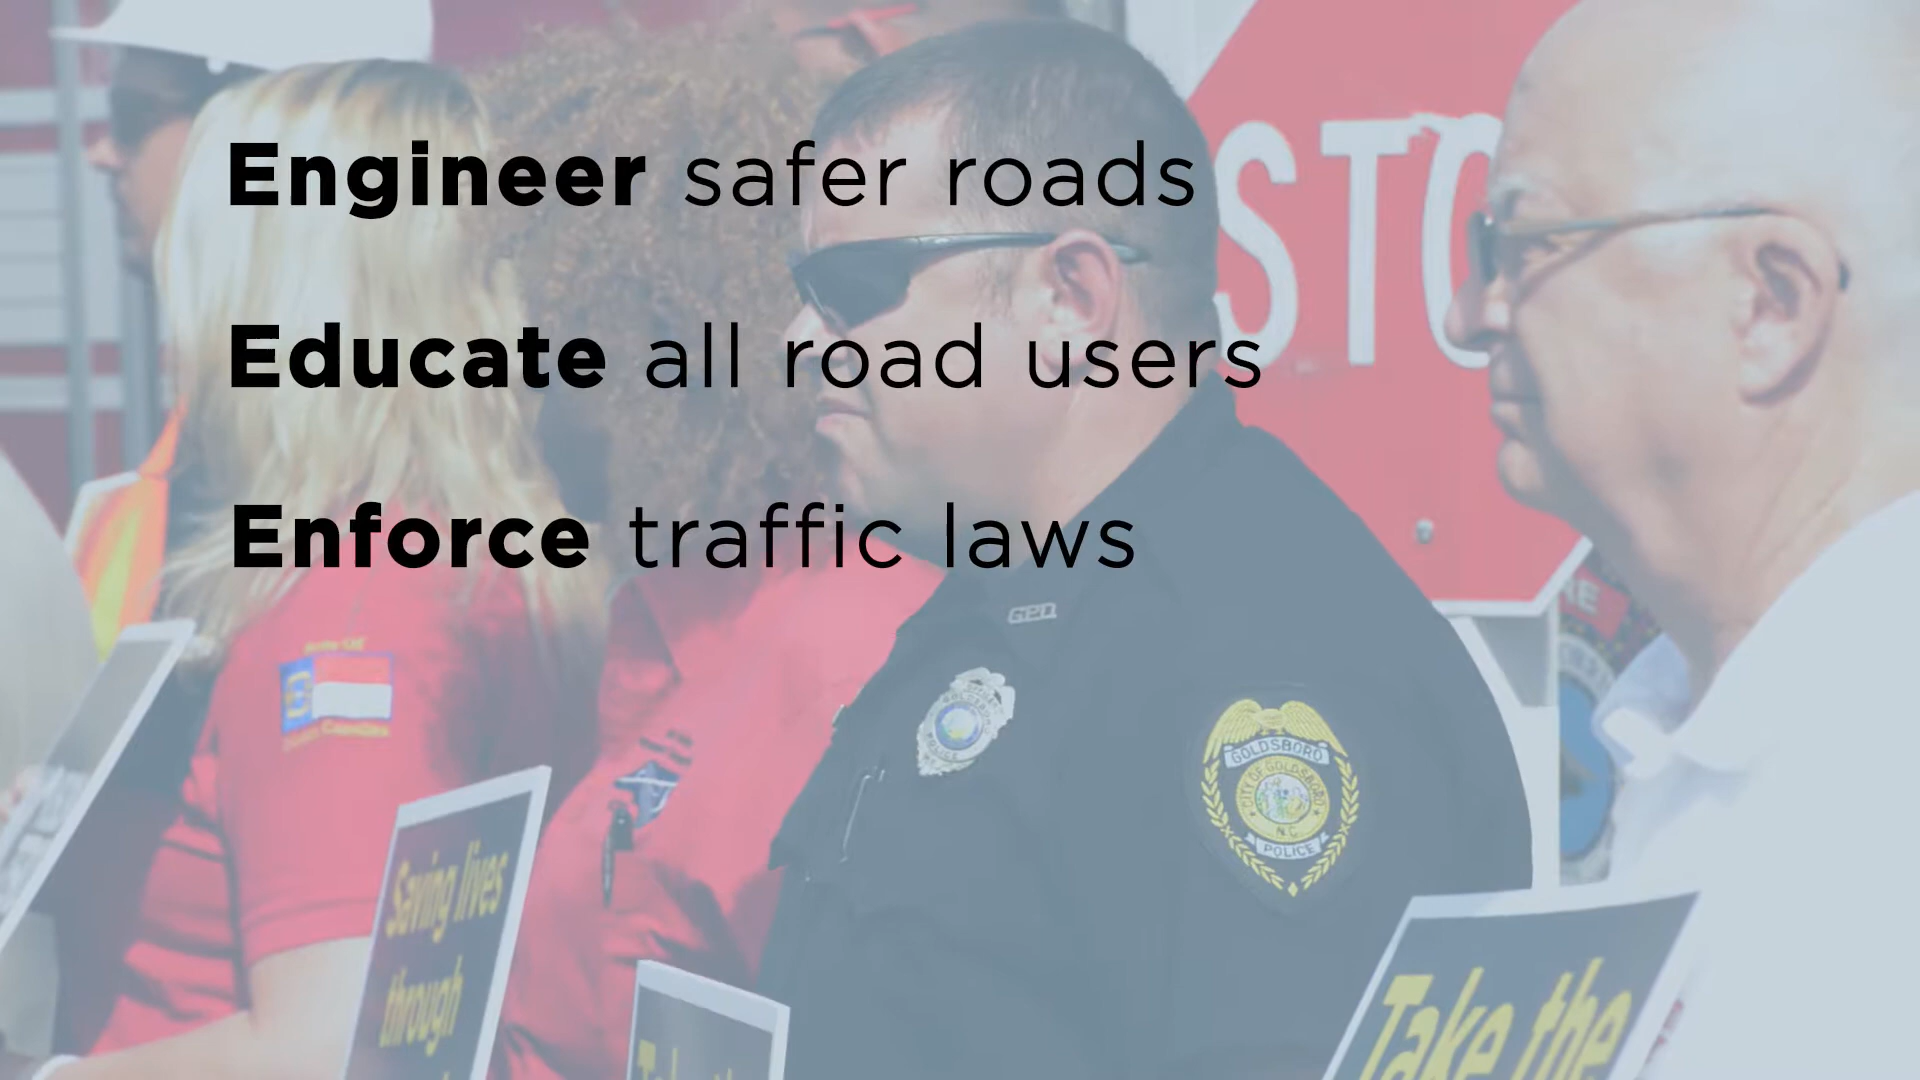 Engineer safer roads
Educate all road users
Enforce traffic laws
STO
GPD
GOLDSBORO
CITY OF GOLDSBORO
N.C.
POLICE
POLICE
Saving lives
through
Take the